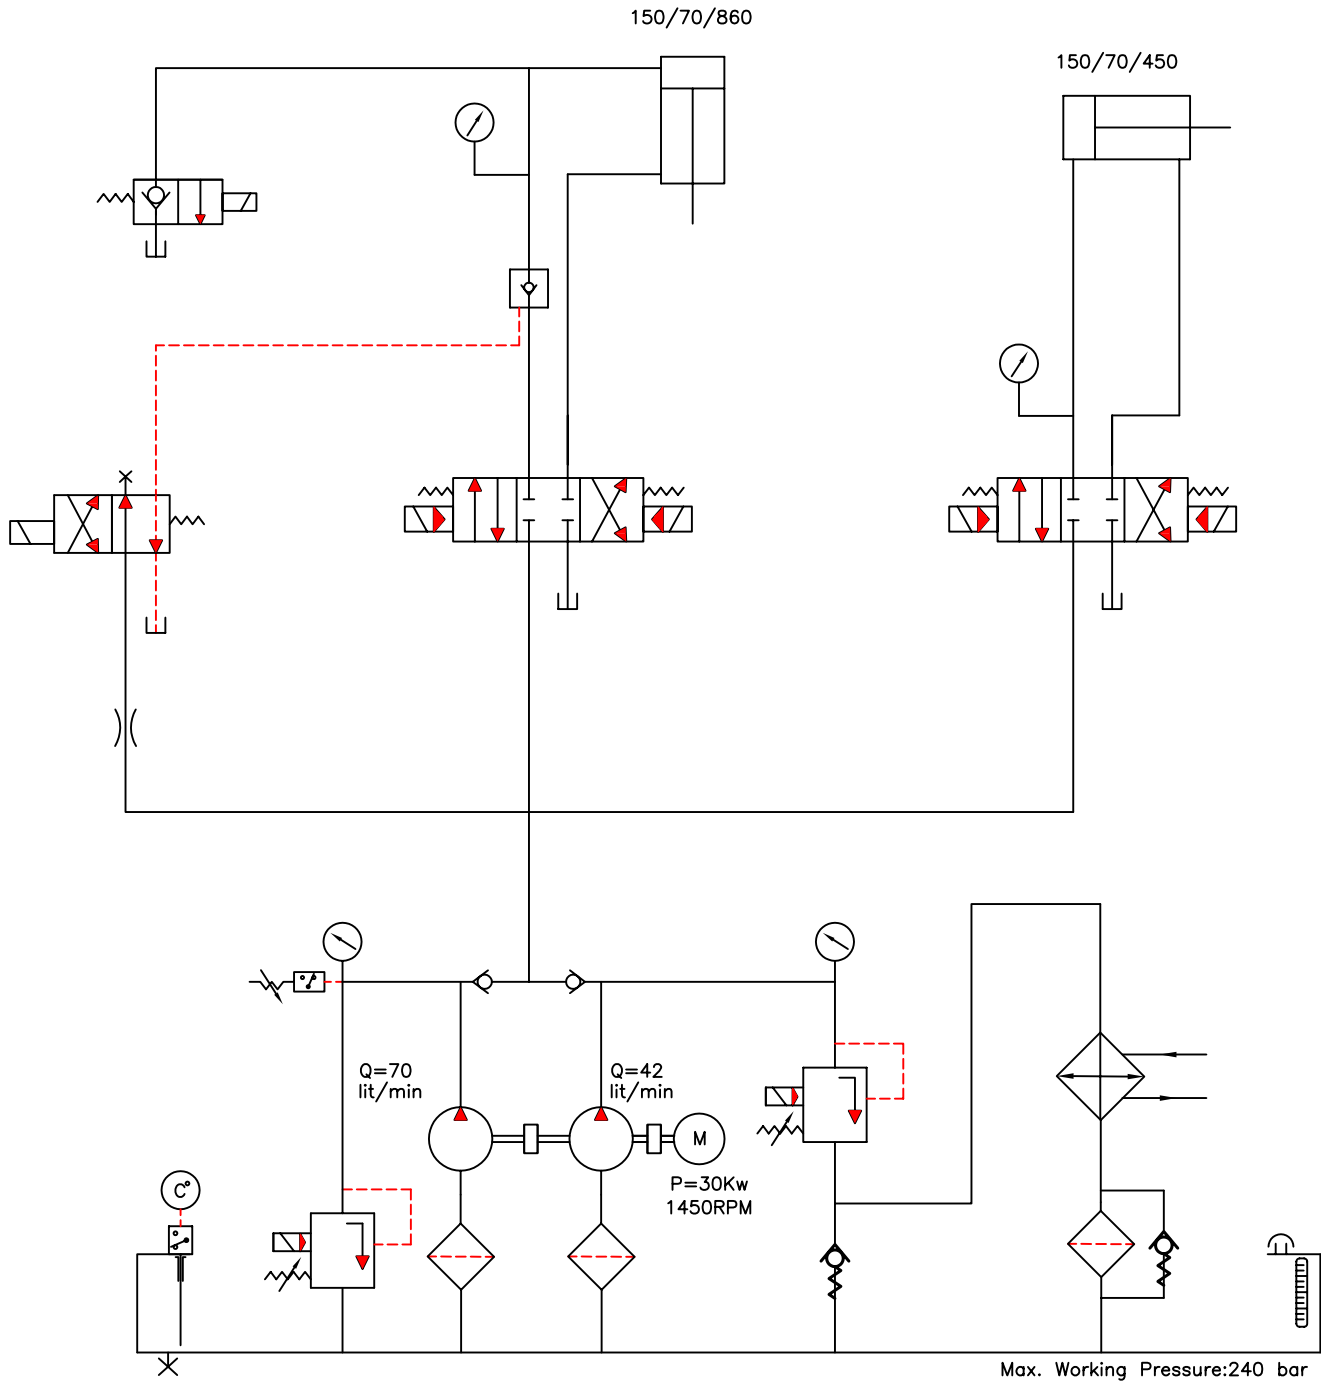 150/70/860
150/70/450
Q=70
lit/min
Q=42
lit/min
M
P=30Kw
1450RPM
C°
Max. Working Pressure:240 bar